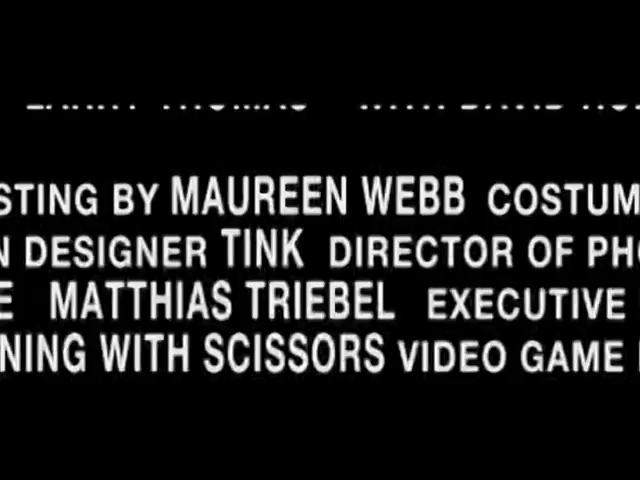 STING BY MAUREEN WEBB COSTUM
N DESIGNER TINK DIRECTOR OF PHO
E MATTHIAS TRIEBEL EXECUTIVE
NING WITH SCISSORS VIDEO GAME